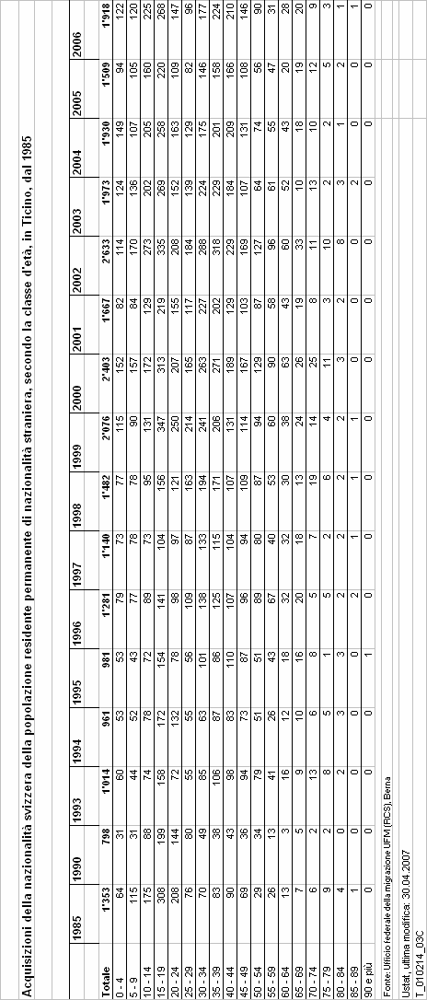 Acquisizioni della nazionalità svizzera della popolazione residente permanente di nazionalità straniera, secondo la classe d'età, in Ticino, dal 1985
1985 1990 1993 1994 1995 1996 1997 1998 1999 2000 2001 2002 2003 2004 2005 2006
Totale 1'353 798 1'014 961 981 1'281 1'140 1'482 2'076 2'403 1'667 2'633 1'973 1'930 1'509 1'918
0 - 4 64 31 60 53 53 79 73 77 115 152 82 114 124 149 94 122
5 - 9 115 31 44 52 43 77 78 78 90 157 84 170 136 107 105 120
10 - 14 175 88 74 78 72 89 73 95 131 172 129 273 202 205 160 225
15 - 19 308 199 158 172 154 141 104 156 347 313 219 335 269 258 220 268
20 - 24 208 144 72 132 78 98 97 121 250 207 155 208 152 163 109 147
25 - 29 76 80 55 55 56 109 87 163 214 165 117 184 139 129 82 96
30 - 34 70 49 85 63 101 138 133 194 241 263 227 288 224 175 146 177
35 - 39 83 38 106 87 86 125 115 171 206 271 202 318 229 201 158 224
40 - 44 90 43 98 83 110 107 104 107 131 189 129 229 184 209 166 210
45 - 49 69 36 94 73 87 96 94 109 114 167 103 169 107 131 108 146
50 - 54 29 34 79 51 51 89 80 87 94 129 87 127 64 74 56 90
55 - 59 26 13 41 26 43 67 40 53 60 90 58 96 61 55 47 31
60 - 64 13 3 16 12 18 32 32 30 38 63 43 60 52 43 20 28
65 - 69 7 5 9 10 16 20 18 13 24 26 19 33 10 18 19 20
70 - 74 6 2 13 6 8 5 7 19 14 25 8 11 13 10 12 9
75 - 79 9 2 8 5 1 5 2 6 4 11 3 10 2 2 5 3
80 - 84 4 0 2 3 3 2 2 2 2 3 2 8 3 1 2 1
85 - 89 1 0 0 0 0 2 1 1 1 0 0 0 2 0 0 1
90 e più 0 0 0 0 1 0 0 0 0 0 0 0 0 0 0 0
Fonte: Ufficio federale della migrazione UFM (RCS), Berna
Ustat, ultima modifica: 30.04.2007
T_010214_03C